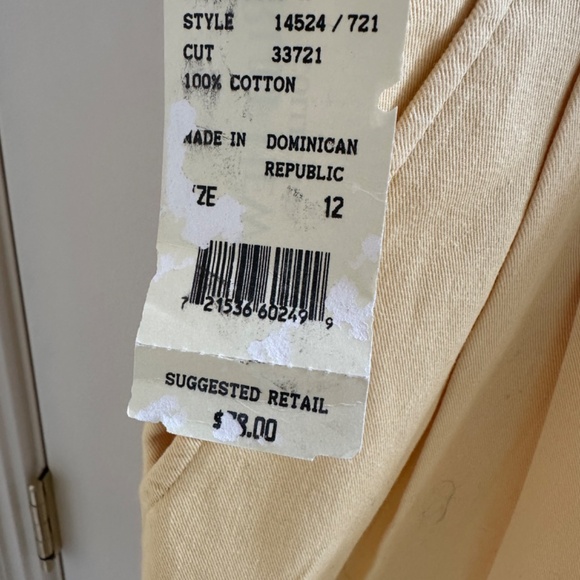 STYLE 14524 / 721
CUT 33721
100% COTTON
MADE IN DOMINICAN
REPUBLIC
12
7 21536 60249 9
SUGGESTED RETAIL